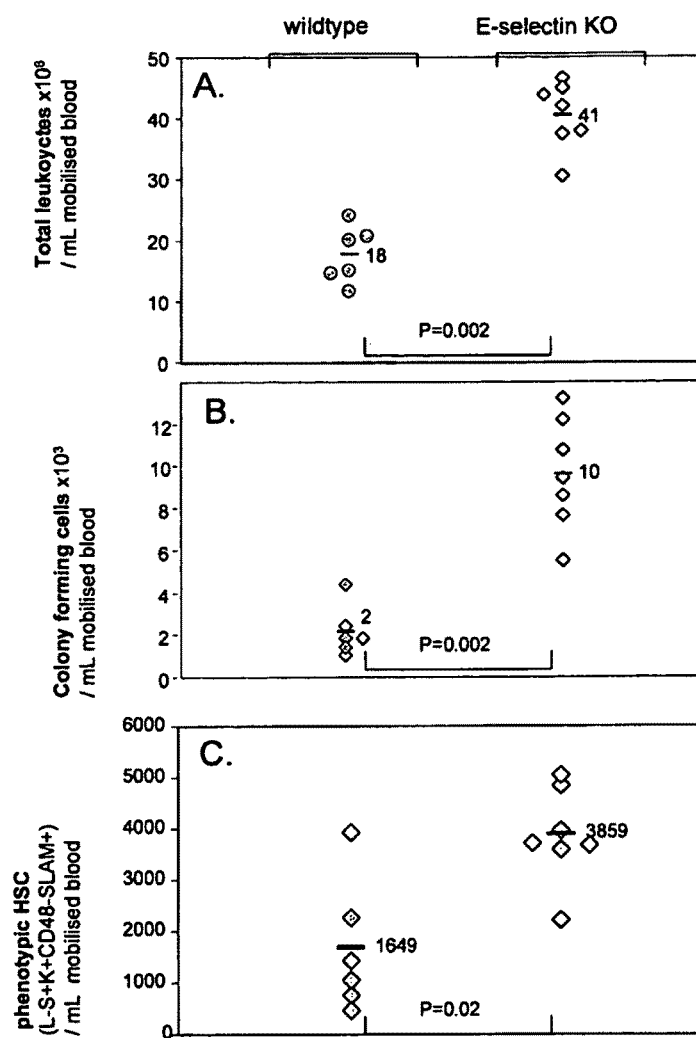 wildtype
E-selectin KO
A.
Total leukoyctes x10⁶
/ mL mobilised blood
50
40
30
20
10
0
18
41
P=0.002
B.
Colony forming cells x10³
/ mL mobilised blood
12
10
8
6
4
2
0
2
10
P=0.002
C.
phenotypic HSC
(L-S+K+CD48-SLAM+)
/ mL mobilised blood
6000
5000
4000
3000
2000
1000
0
1649
3859
P=0.02